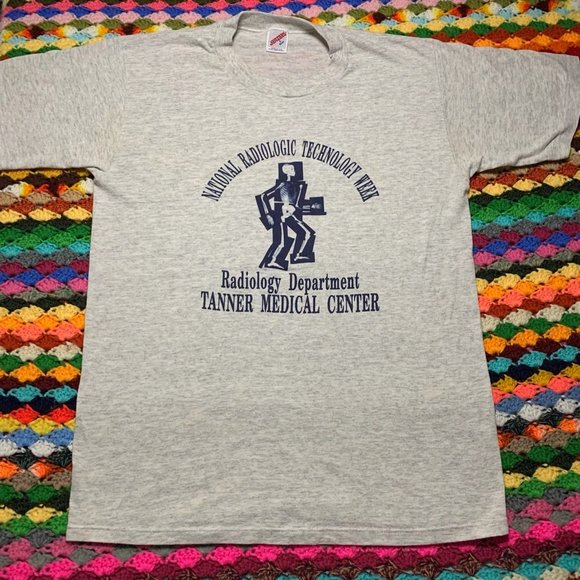 NATIONAL RADIOLOGIC TECHNOLOGY WEEK
Radiology Department
TANNER MEDICAL CENTER